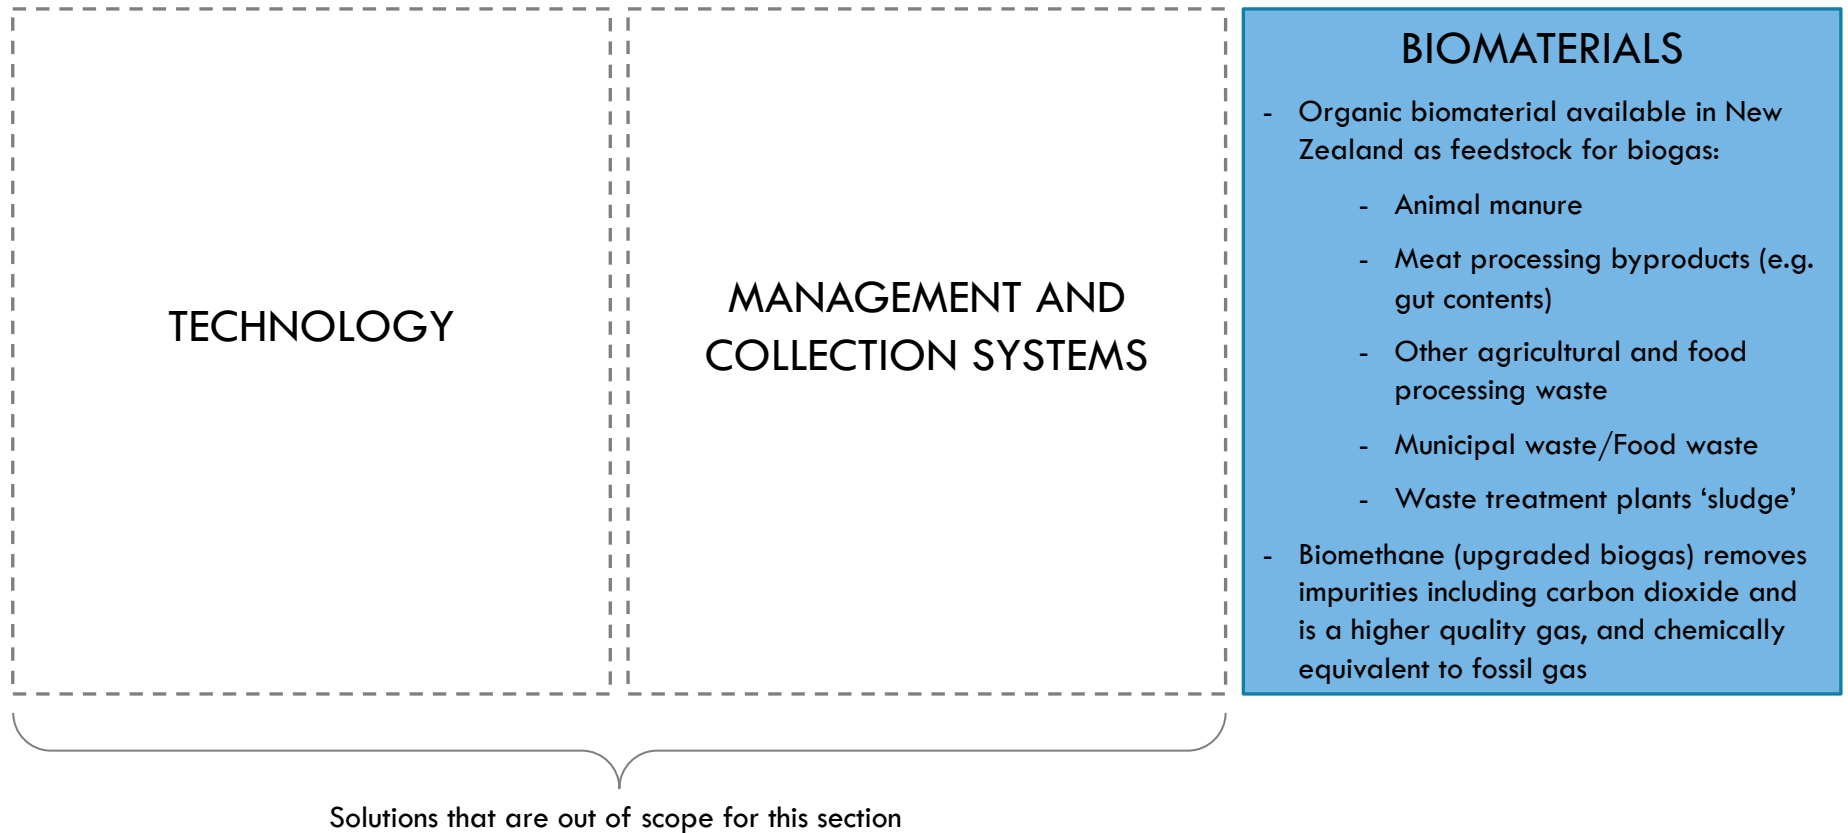 TECHNOLOGY
MANAGEMENT AND
COLLECTION SYSTEMS
BIOMATERIALS
- Organic biomaterial available in New
Zealand as feedstock for biogas:
- Animal manure
- Meat processing byproducts (e.g.
gut contents)
- Other agricultural and food
processing waste
- Municipal waste/Food waste
- Waste treatment plants ‘sludge’
- Biomethane (upgraded biogas) removes
impurities including carbon dioxide and
is a higher quality gas, and chemically
equivalent to fossil gas
Solutions that are out of scope for this section